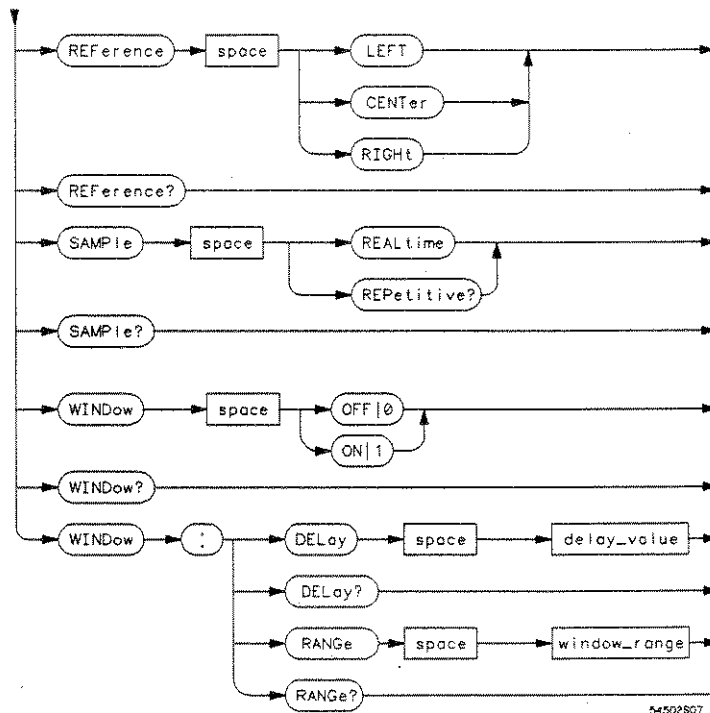 REFerence space LEFT
CENTer
RIGHt
REFerence?
SAMPle space REALtime
REPetitive?
SAMPle?
WINDow space OFF|0
ON|1
WINDow?
WINDow : DELay space delay_value
DELay?
RANGe space window_range
RANGe?
54502S07